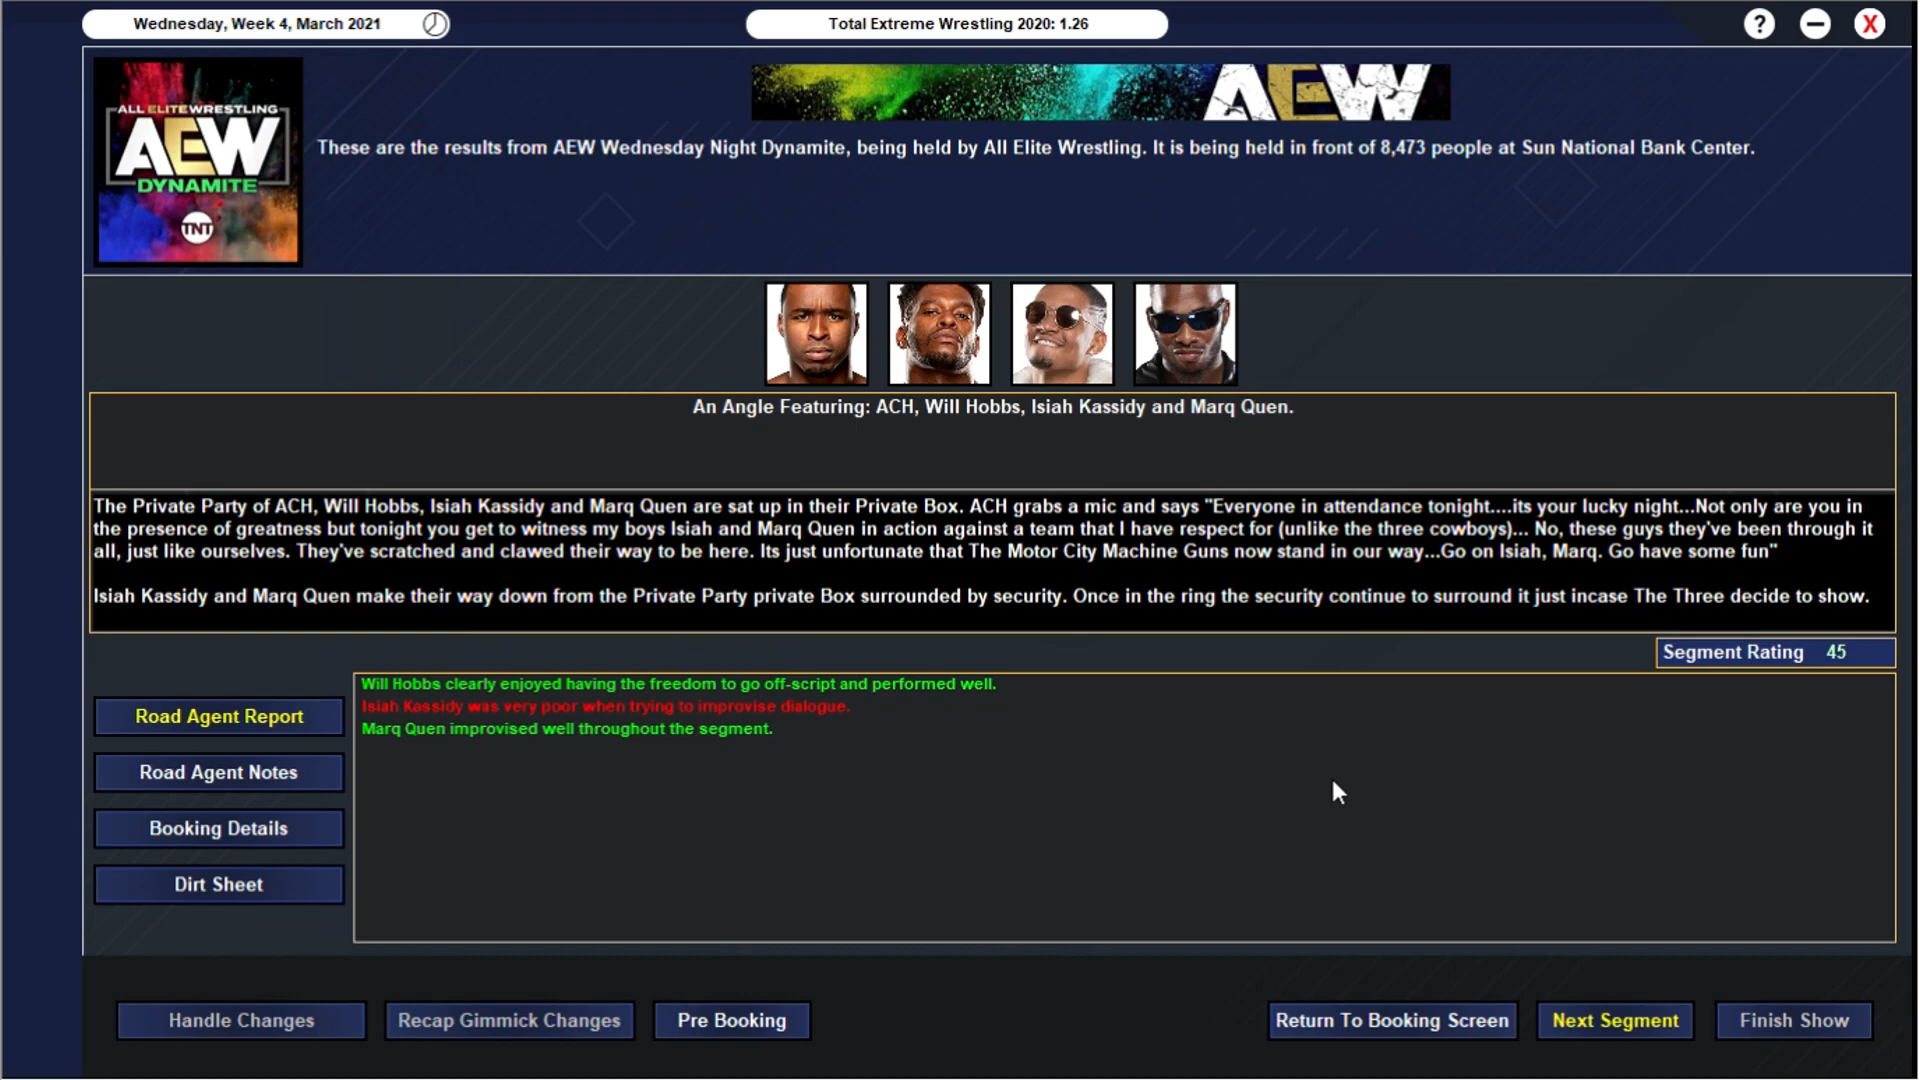 Wednesday, Week 4, March 2021
Total Extreme Wrestling 2020: 1.26
?
X
ALL ELITE WRESTLING
AEW
DYNAMITE
TNT
AEW
These are the results from AEW Wednesday Night Dynamite, being held by All Elite Wrestling. It is being held in front of 8,473 people at Sun National Bank Center.
An Angle Featuring: ACH, Will Hobbs, Isiah Kassidy and Marq Quen.
The Private Party of ACH, Will Hobbs, Isiah Kassidy and Marq Quen are sat up in their Private Box. ACH grabs a mic and says "Everyone in attendance tonight....its your lucky night...Not only are you in
the presence of greatness but tonight you get to witness my boys Isiah and Marq Quen in action against a team that I have respect for (unlike the three cowboys)... No, these guys they've been through it
all, just like ourselves. They've scratched and clawed their way to be here. Its just unfortunate that The Motor City Machine Guns now stand in our way...Go on Isiah, Marq. Go have some fun"
Isiah Kassidy and Marq Quen make their way down from the Private Party private Box surrounded by security. Once in the ring the security continue to surround it just incase The Three decide to show.
Segment Rating 45
Will Hobbs clearly enjoyed having the freedom to go off-script and performed well.
Isiah Kassidy was very poor when trying to improvise dialogue.
Marq Quen improvised well throughout the segment.
Road Agent Report
Road Agent Notes
Booking Details
Dirt Sheet
Handle Changes
Recap Gimmick Changes
Pre Booking
Return To Booking Screen
Next Segment
Finish Show